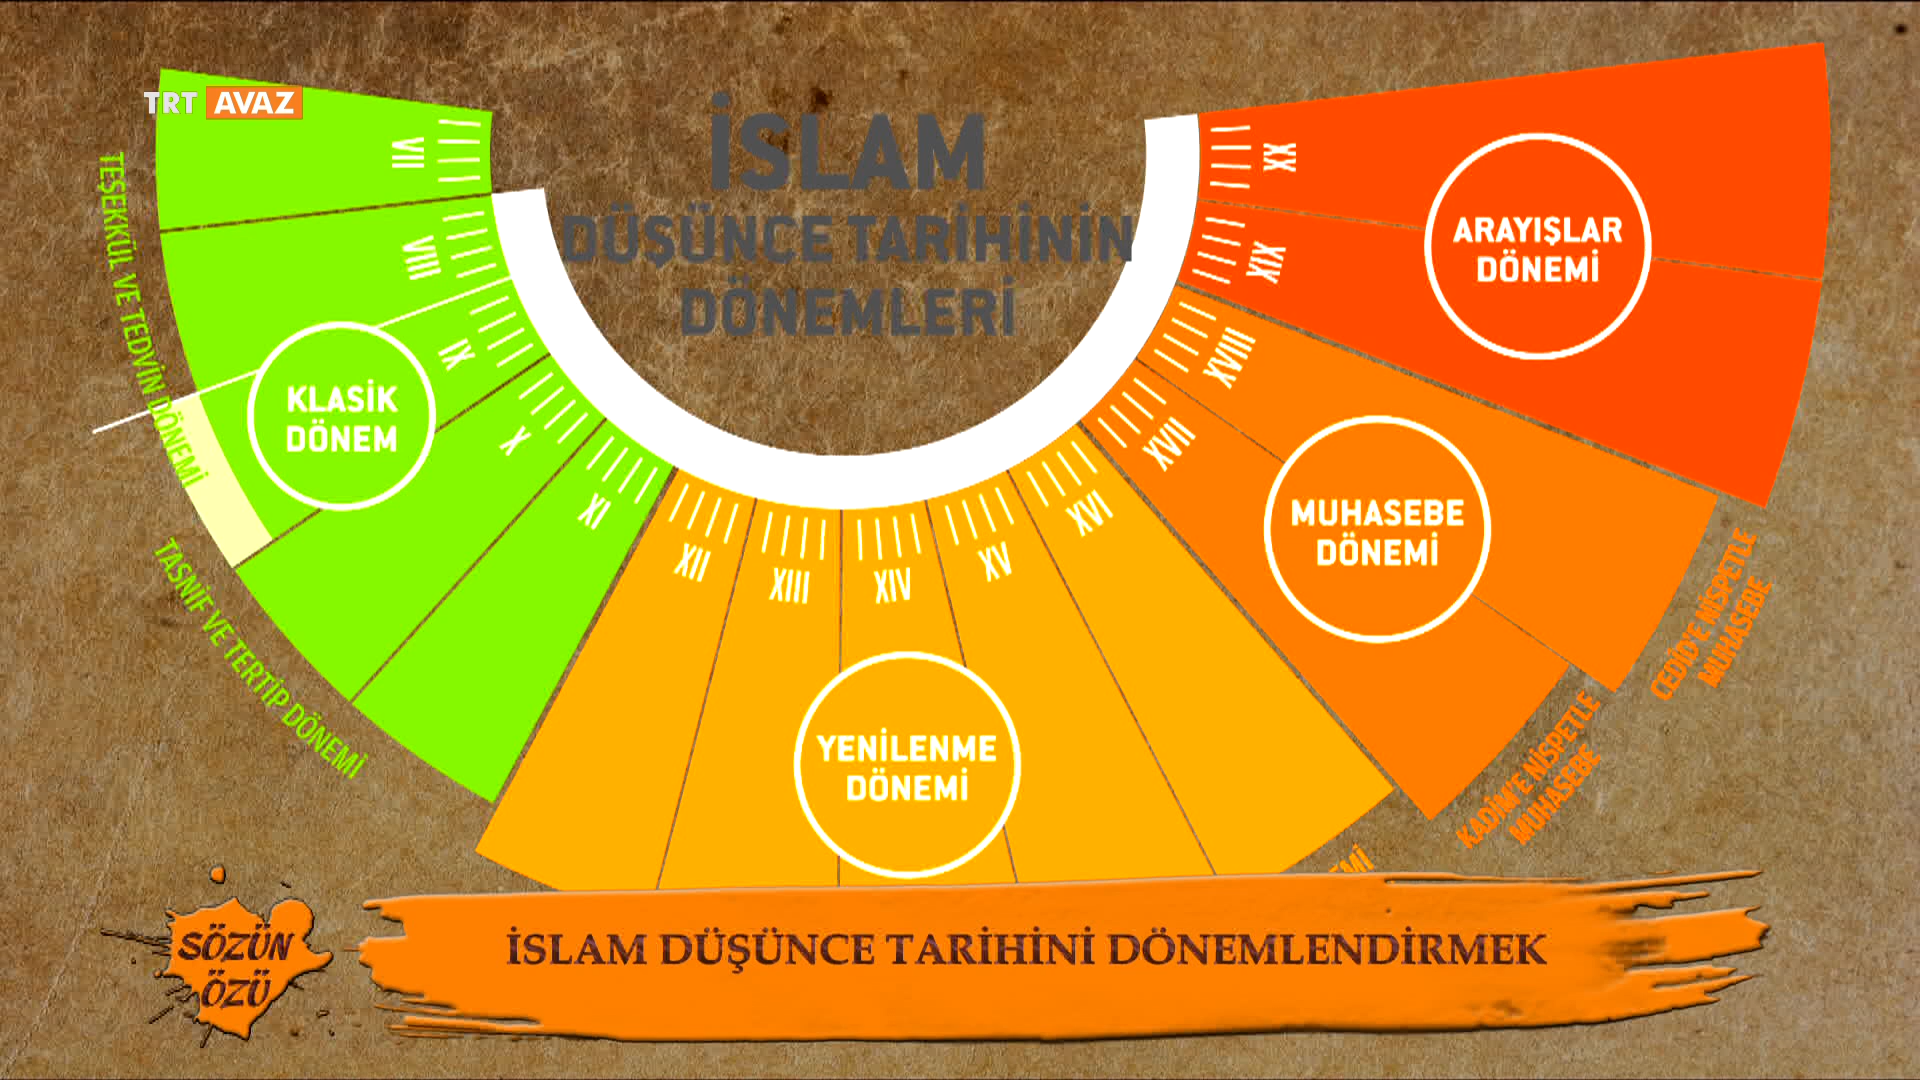 TRT AVAZ
İSLAM
DÜŞÜNCE TARİHİNİN
DÖNEMLERİ
VII
VIII
IX
X
XI
XII
XIII
XIV
XV
XVI
XVII
XVIII
XIX
XX
KLASİK
DÖNEM
TEŞEKKÜL VE TEDVİN DÖNEMİ
TASNİF VE TERTİP DÖNEMİ
YENİLENME
DÖNEMİ
MUHASEBE
DÖNEMİ
KADİM'E NİSPETLE
MUHASEBE
CEDİD'E NİSPETLE
MUHASEBE
ARAYIŞLAR
DÖNEMİ
SÖZÜN
ÖZÜ
İSLAM DÜŞÜNCE TARİHİNİ DÖNEMLENDİRMEK